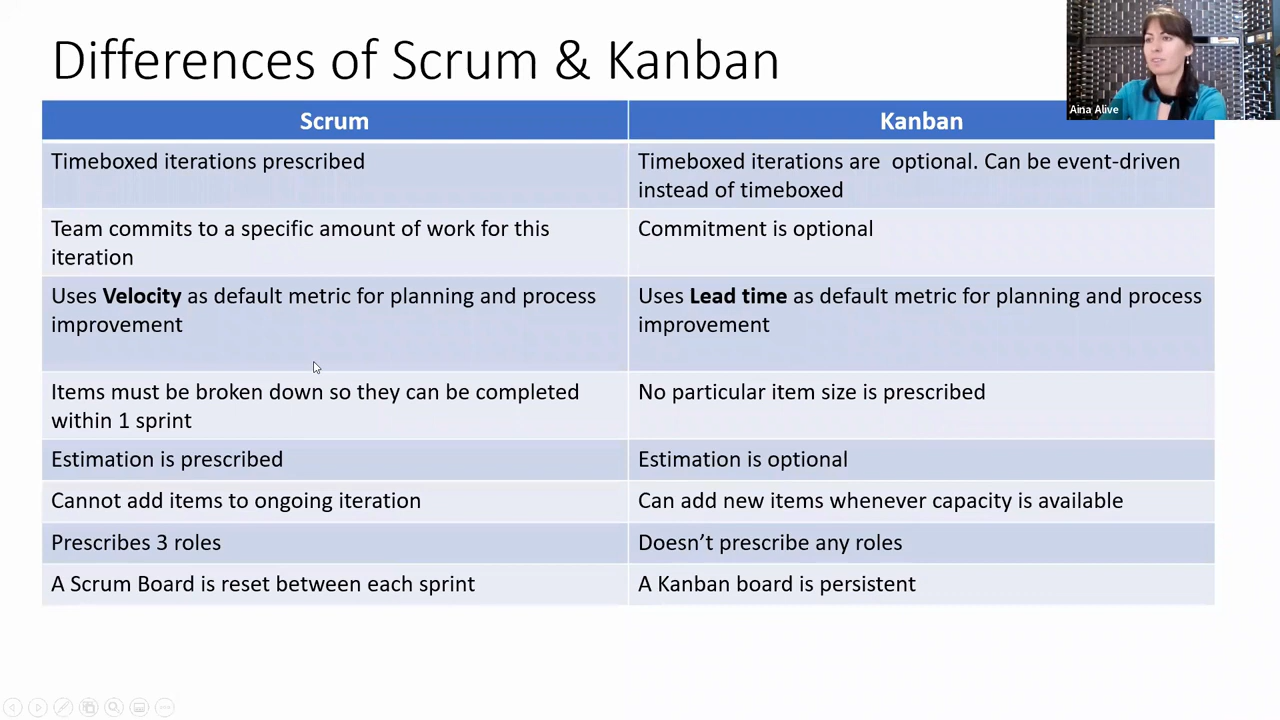 Differences of Scrum & Kanban
Aina Alive
Scrum
Kanban
Timeboxed iterations prescribed
Timeboxed iterations are optional. Can be event-driven
instead of timeboxed
Team commits to a specific amount of work for this
iteration
Commitment is optional
Uses Velocity as default metric for planning and process
improvement
Uses Lead time as default metric for planning and process
improvement
Items must be broken down so they can be completed
within 1 sprint
No particular item size is prescribed
Estimation is prescribed
Estimation is optional
Cannot add items to ongoing iteration
Can add new items whenever capacity is available
Prescribes 3 roles
Doesn’t prescribe any roles
A Scrum Board is reset between each sprint
A Kanban board is persistent